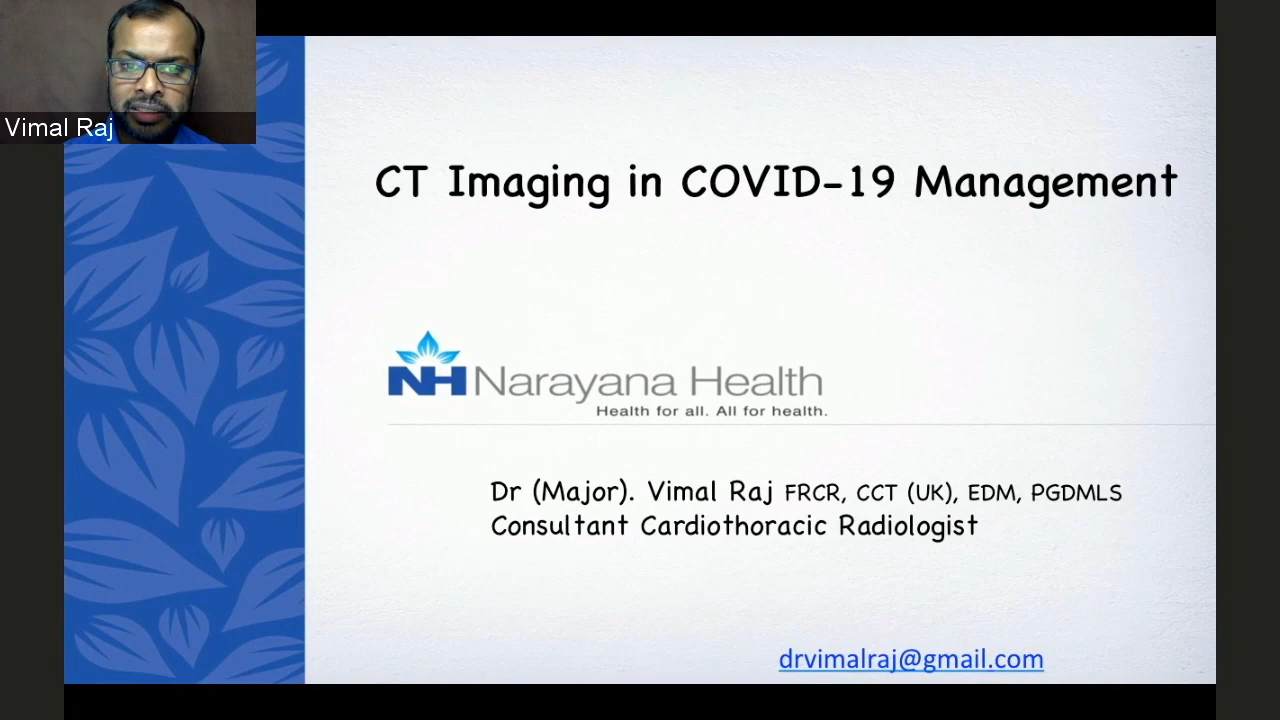 Vimal Raj
CT Imaging in COVID-19 Management
NH Narayana Health
Health for all. All for health.
Dr (Major). Vimal Raj FRCR, CCT (UK), EDM, PGDMLS
Consultant Cardiothoracic Radiologist
drvimalraj@gmail.com